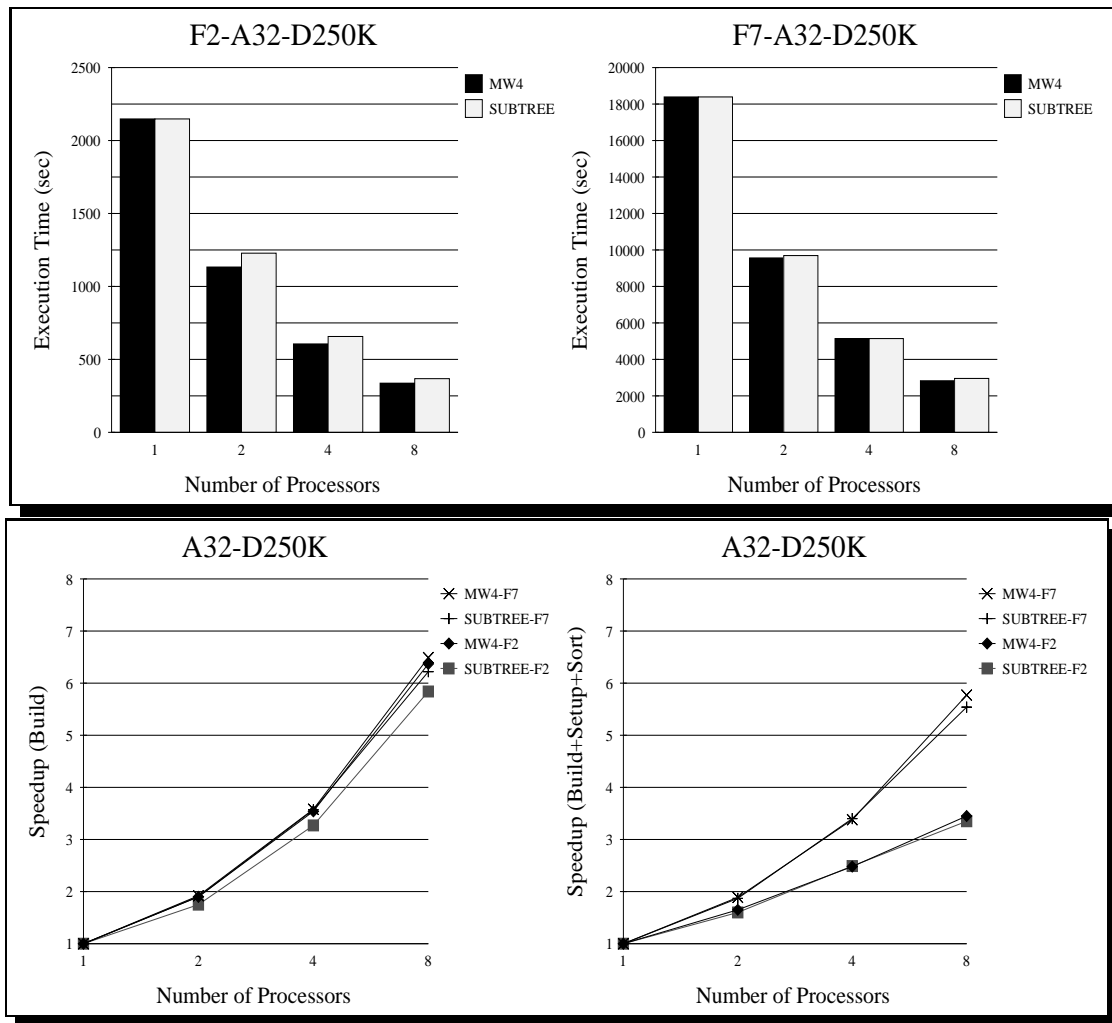 F2-A32-D250K
Execution Time (sec)
2500
2000
1500
1000
500
0
1 2 4 8
Number of Processors
MW4
SUBTREE
F7-A32-D250K
Execution Time (sec)
20000
18000
16000
14000
12000
10000
8000
6000
4000
2000
0
1 2 4 8
Number of Processors
MW4
SUBTREE
A32-D250K
Speedup (Build)
8
7
6
5
4
3
2
1
1 2 4 8
Number of Processors
MW4-F7
SUBTREE-F7
MW4-F2
SUBTREE-F2
A32-D250K
Speedup (Build+Setup+Sort)
8
7
6
5
4
3
2
1
1 2 4 8
Number of Processors
MW4-F7
SUBTREE-F7
MW4-F2
SUBTREE-F2